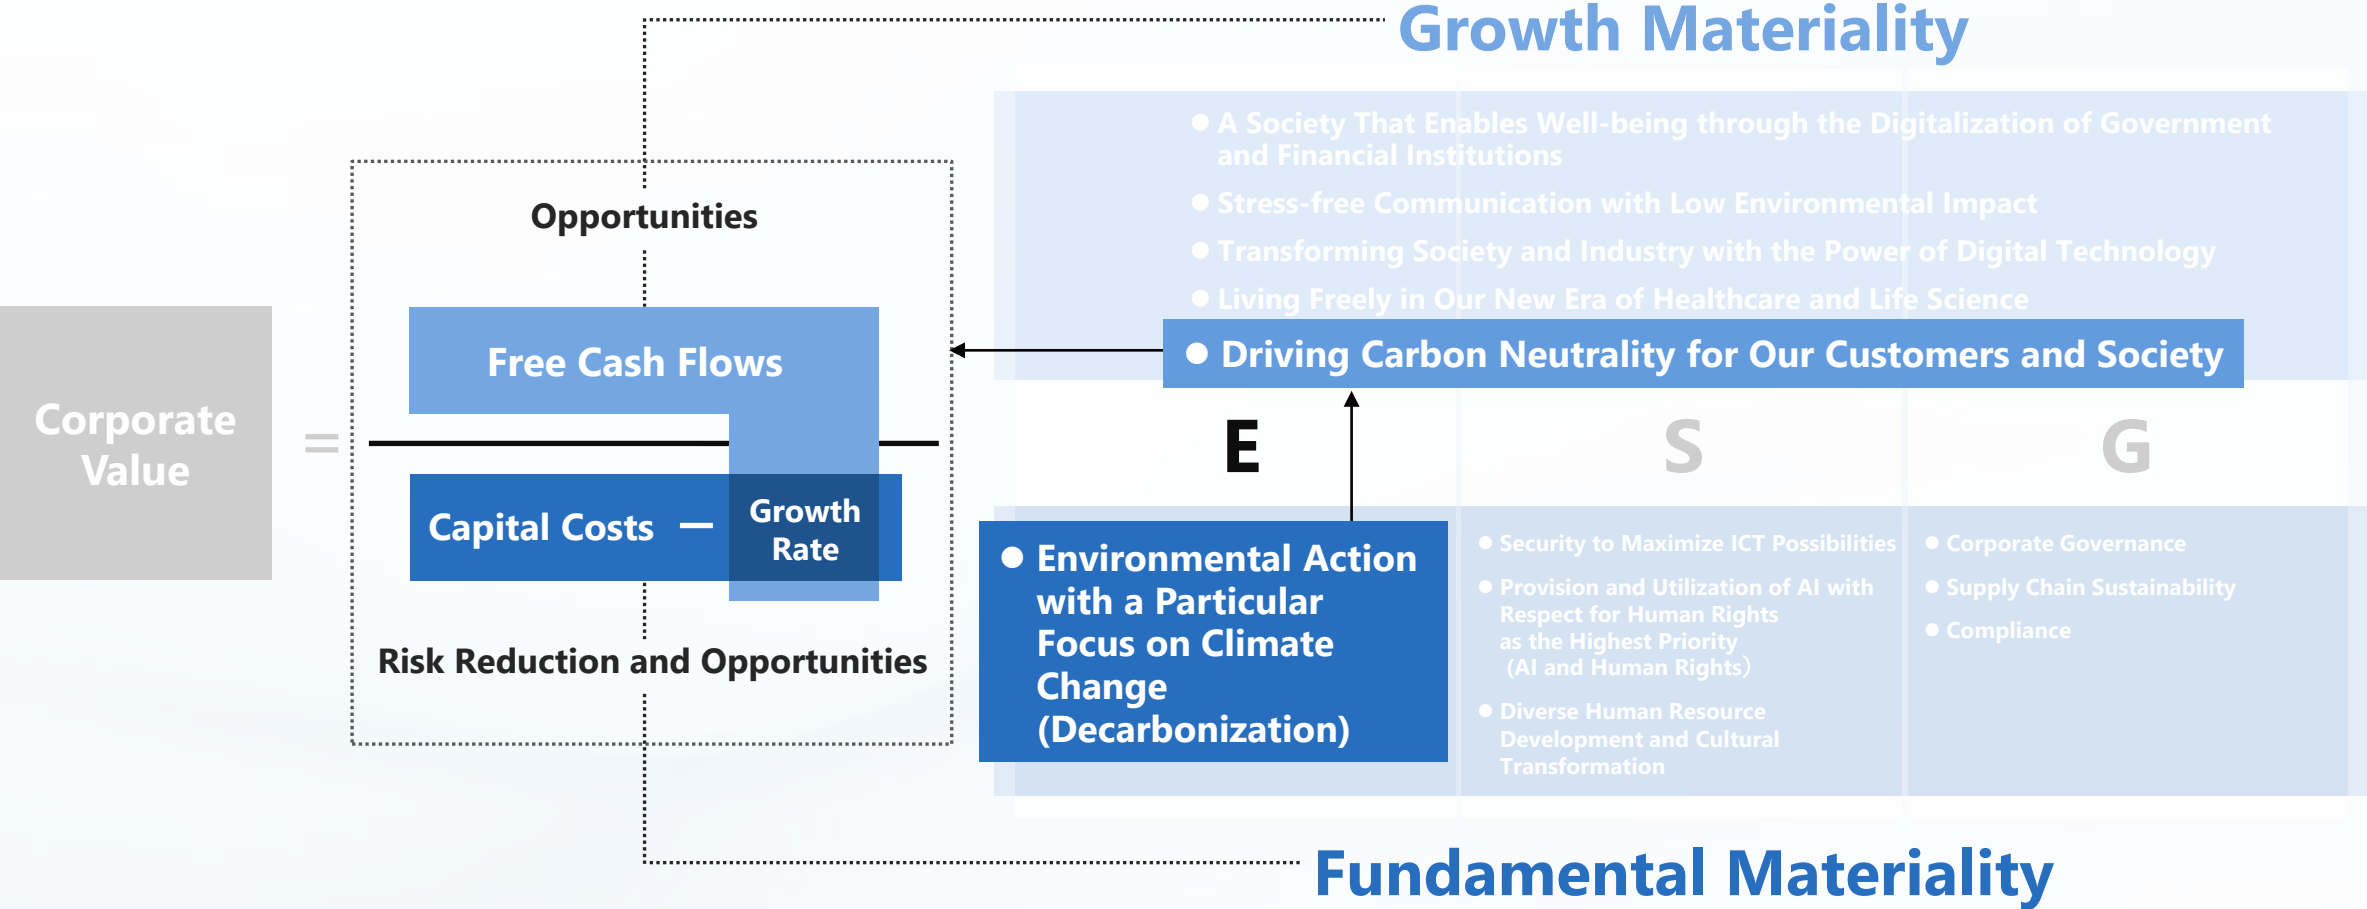 Growth Materiality
● A Society That Enables Well-being through the Digitalization of Government
and Financial Institutions
● Stress-free Communication with Low Environmental Impact
● Transforming Society and Industry with the Power of Digital Technology
● Living Freely in Our New Era of Healthcare and Life Science
● Driving Carbon Neutrality for Our Customers and Society
Opportunities
Free Cash Flows
Corporate
Value
=
Capital Costs －
Growth
Rate
Risk Reduction and Opportunities
E
S
G
● Environmental Action
with a Particular
Focus on Climate
Change
(Decarbonization)
● Security to Maximize ICT Possibilities
● Provision and Utilization of AI with
Respect for Human Rights
as the Highest Priority
(AI and Human Rights）
● Diverse Human Resource
Development and Cultural
Transformation
● Corporate Governance
● Supply Chain Sustainability
● Compliance
Fundamental Materiality